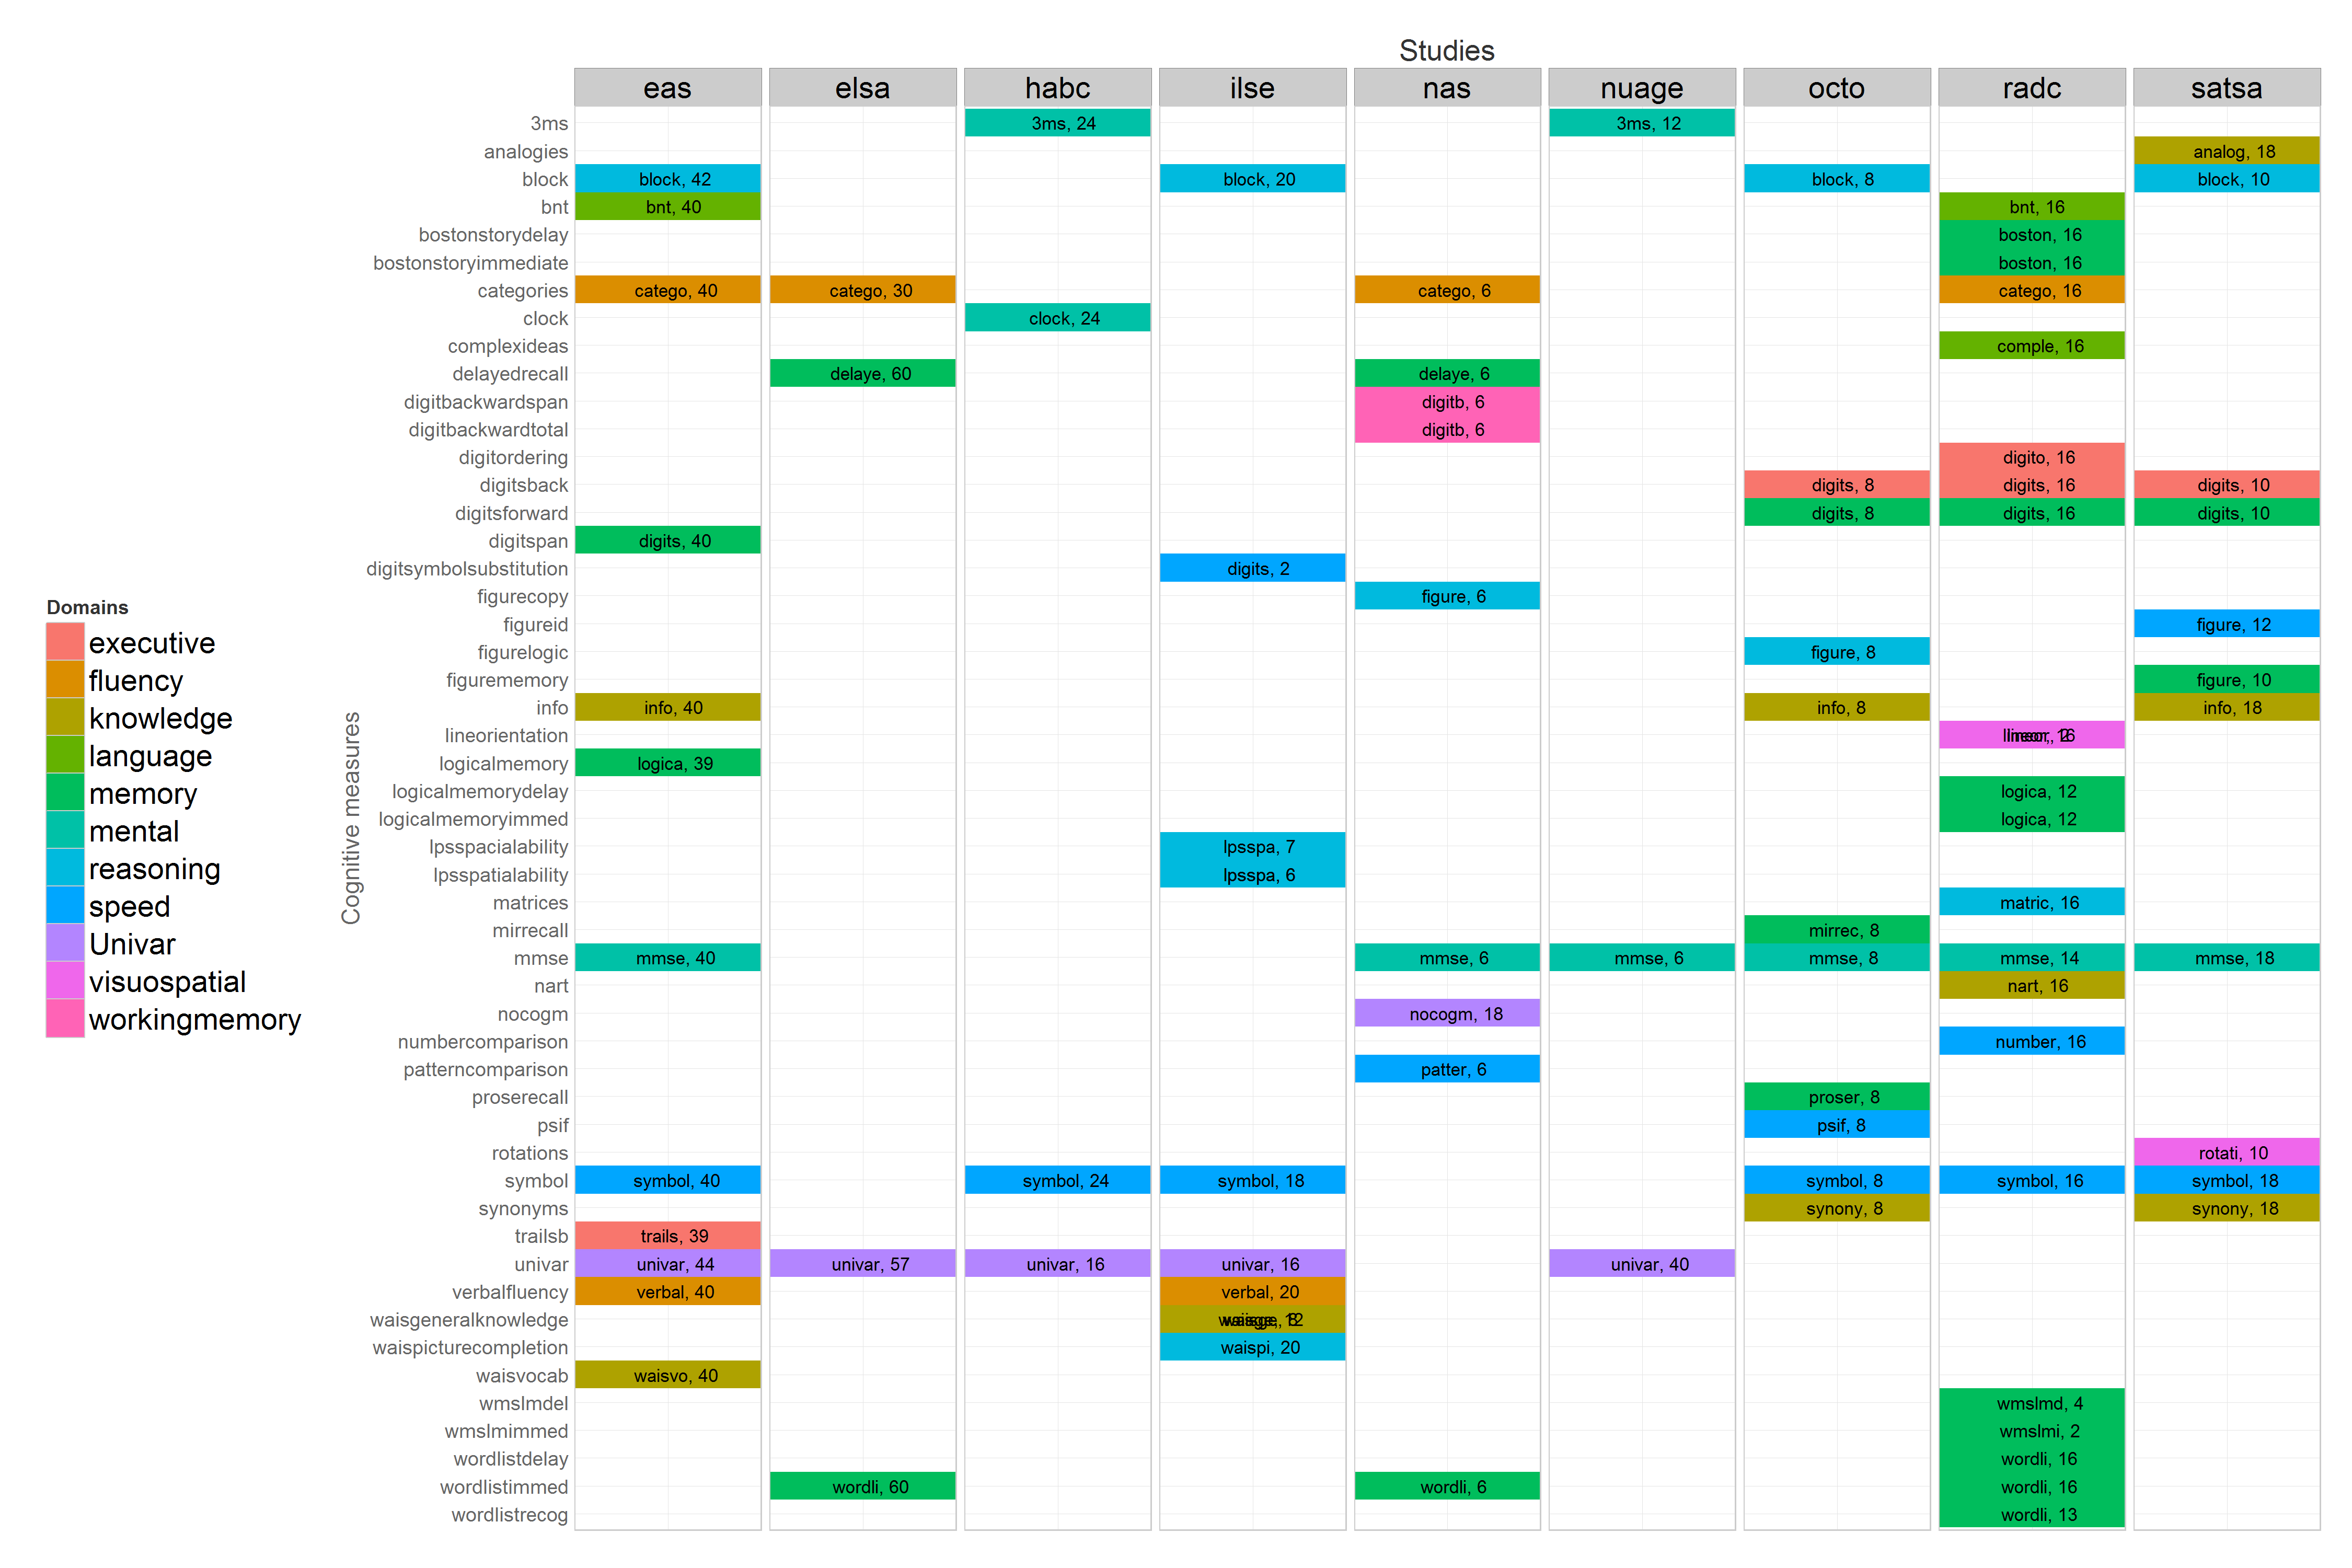 Studies
eas elsa habc ilse nas nuage octo radc satsa
3ms 3ms, 24 3ms, 12
analogies analog, 18
block block, 42 block, 20 block, 8 block, 10
bnt bnt, 40 bnt, 16
bostonstorydelay boston, 16
bostonstoryimmediate boston, 16
categories catego, 40 catego, 30 catego, 6 catego, 16
clock clock, 24
complexideas comple, 16
delayedrecall delaye, 60 delaye, 6
digitbackwardspan digitb, 6
digitbackwardtotal digitb, 6
digitordering digito, 16
digitsback digits, 8 digits, 16 digits, 10
digitsforward digits, 8 digits, 16 digits, 10
digitspan digits, 40
digitsymbolsubstitution digits, 2
figurecopy figure, 6
figureid figure, 12
figurelogic figure, 8
figurememory figure, 10
info info, 40 info, 8 info, 18
lineorientation
logicalmemory logica, 39
logicalmemorydelay logica, 12
logicalmemoryimmed logica, 12
lpsspacialability lpsspa, 7
lpsspatialability lpsspa, 6
matrices matric, 16
mirrecall mirrec, 8
mmse mmse, 40 mmse, 6 mmse, 6 mmse, 8 mmse, 14 mmse, 18
nart nart, 16
nocogm nocogm, 18
numbercomparison number, 16
patterncomparison patter, 6
proserecall proser, 8
psif psif, 8
rotations rotati, 10
symbol symbol, 40 symbol, 24 symbol, 18 symbol, 8 symbol, 16 symbol, 18
synonyms synony, 8 synony, 18
trailsb trails, 39
univar univar, 44 univar, 57 univar, 16 univar, 16 univar, 40
verbalfluency verbal, 40 verbal, 20
waisgeneralknowledge
waispicturecompletion waispi, 20
waisvocab waisvo, 40
wmslmdel wmslmd, 4
wmslmimmed wmslmi, 2
wordlistdelay wordli, 16
wordlistimmed wordli, 60 wordli, 6 wordli, 16
wordlistrecog wordli, 13
Cognitive measures
Domains
executive
fluency
knowledge
language
memory
mental
reasoning
speed
Univar
visuospatial
workingmemory